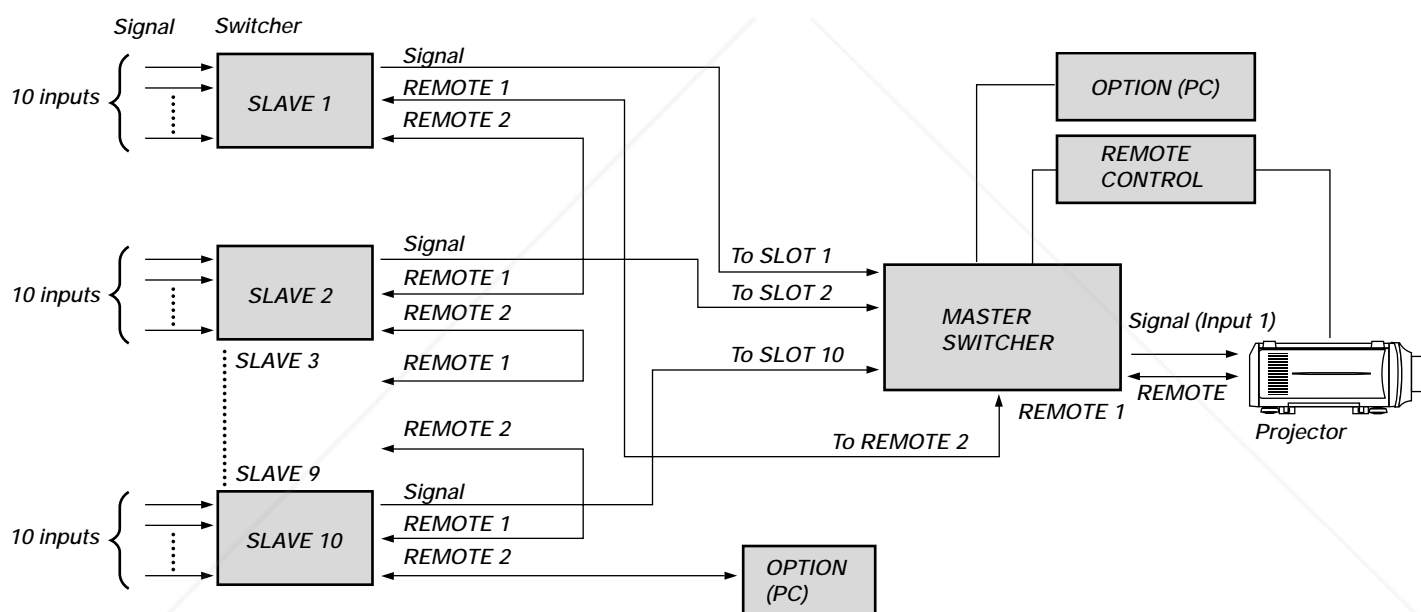 Signal Switcher
10 inputs
SLAVE 1
Signal
REMOTE 1
REMOTE 2
10 inputs
SLAVE 2
Signal
REMOTE 1
REMOTE 2
SLAVE 3
REMOTE 1
REMOTE 2
SLAVE 9
10 inputs
SLAVE 10
Signal
REMOTE 1
REMOTE 2
OPTION
(PC)
To SLOT 1
To SLOT 2
To SLOT 10
To REMOTE 2
OPTION (PC)
REMOTE
CONTROL
MASTER
SWITCHER
Signal (Input 1)
REMOTE
REMOTE 1
Projector